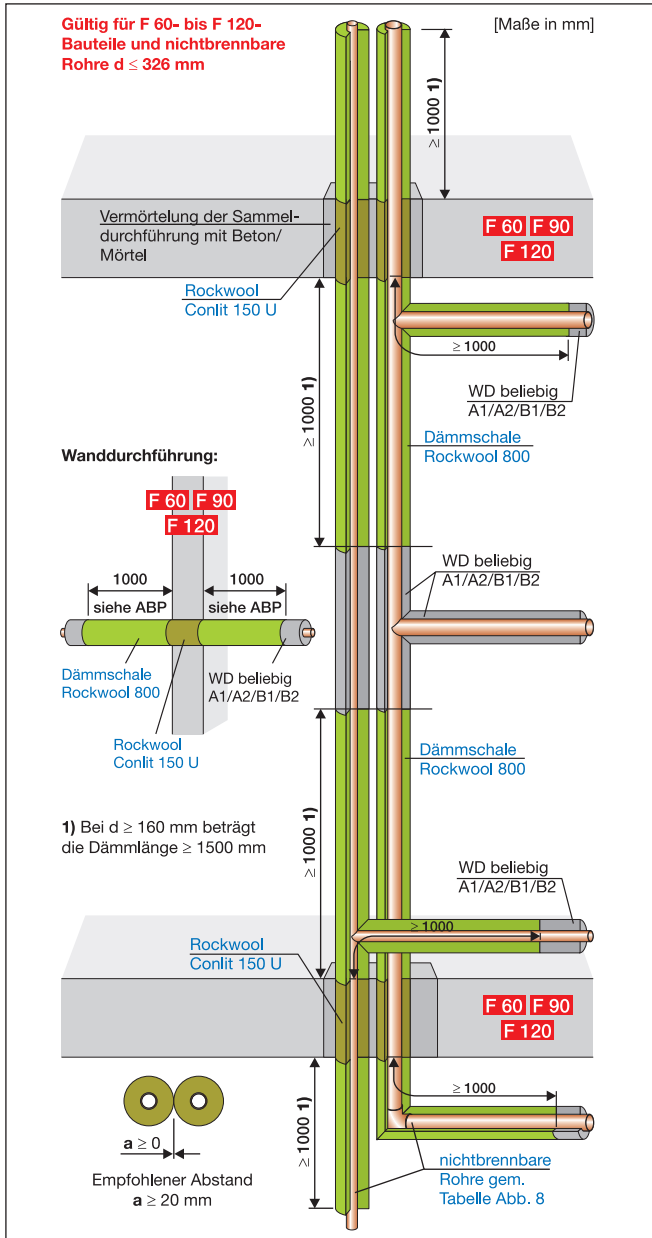 Gültig für F 60- bis F 120-
Bauteile und nichtbrennbare
Rohre d ≤ 326 mm
[Maße in mm]
≥ 1000 1)
Vermörtelung der Sammel-
durchführung mit Beton/
Mörtel
F 60 F 90
F 120
Rockwool
Conlit 150 U
≥ 1000
≥ 1000 1)
WD beliebig
A1/A2/B1/B2
Dämmschale
Rockwool 800
Wanddurchführung:
F 60 F 90
F 120
1000 1000
siehe ABP siehe ABP
WD beliebig
A1/A2/B1/B2
Dämmschale
Rockwool 800
WD beliebig
A1/A2/B1/B2
Rockwool
Conlit 150 U
Dämmschale
Rockwool 800
1) Bei d ≥ 160 mm beträgt
die Dämmlänge ≥ 1500 mm
≥ 1000 1)
WD beliebig
A1/A2/B1/B2
≥1000
Rockwool
Conlit 150 U
F 60 F 90
F 120
≥ 1000
≥ 1000 1)
a ≥ 0
Empfohlener Abstand
a ≥ 20 mm
nichtbrennbare
Rohre gem.
Tabelle Abb. 8